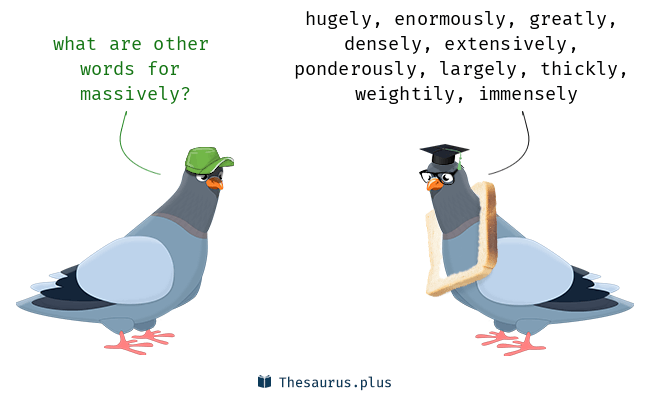 what are other
words for
massively?
hugely, enormously, greatly,
densely, extensively,
ponderously, largely, thickly,
weightily, immensely
Thesaurus.plus